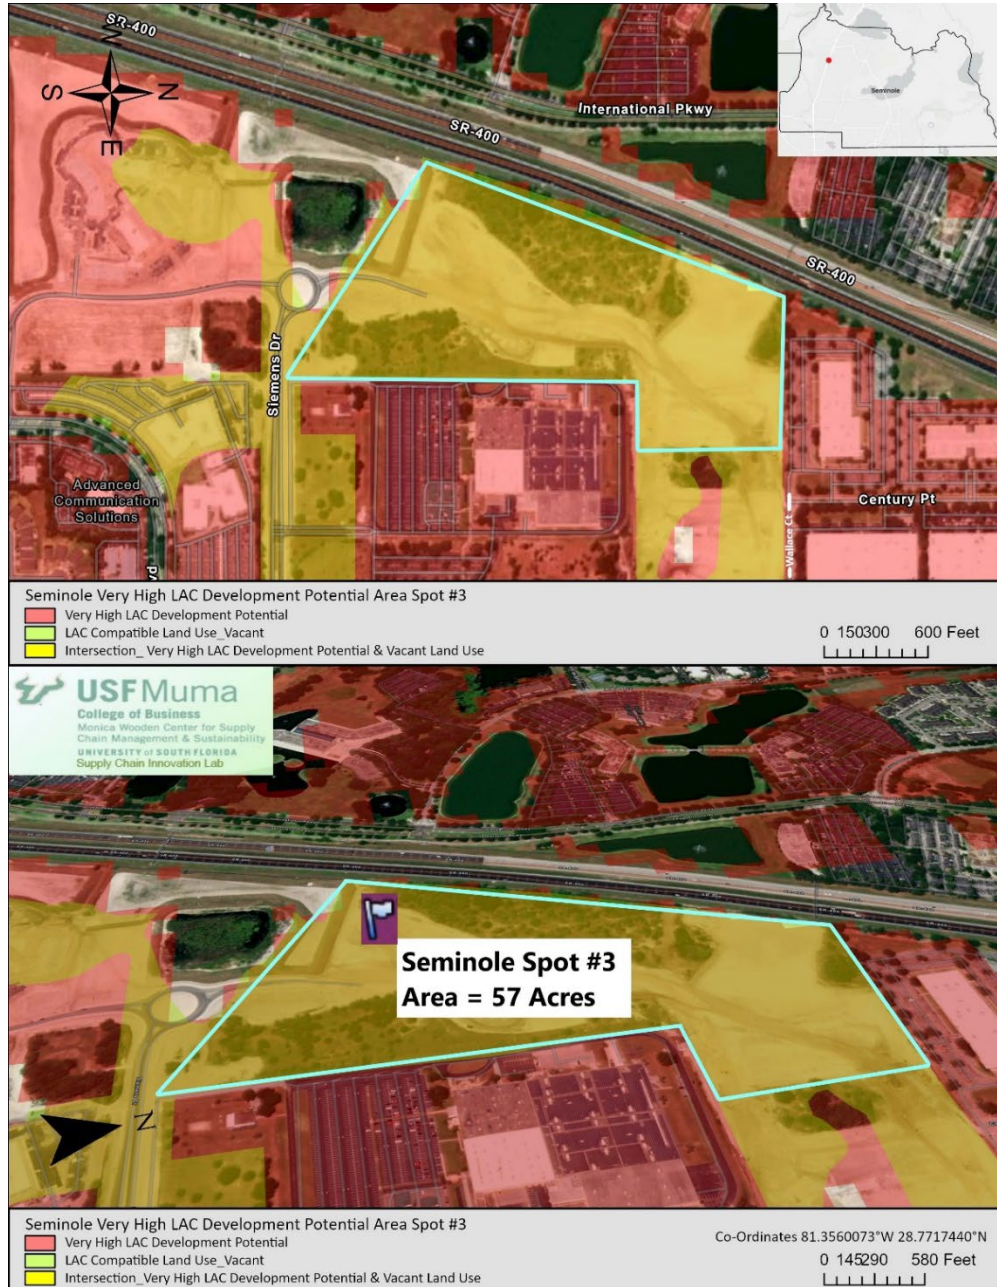 SR-400
W
S
N
E
International Pkwy
Seminole
SR-400
SR-400
Siemens Dr
Advanced
Communication
Solutions
vd
Century Pt
Wallace Ct
Seminole Very High LAC Development Potential Area Spot #3
Very High LAC Development Potential
LAC Compatible Land Use_Vacant
Intersection_ Very High LAC Development Potential & Vacant Land Use
0 150300 600 Feet
USF Muma
College of Business
Monica Wooden Center for Supply
Chain Management & Sustainability
UNIVERSITY of SOUTH FLORIDA
Supply Chain Innovation Lab
Seminole Spot #3
Area = 57 Acres
N
Seminole Very High LAC Development Potential Area Spot #3
Very High LAC Development Potential
LAC Compatible Land Use_Vacant
Intersection_Very High LAC Development Potential & Vacant Land Use
Co-Ordinates 81.3560073°W 28.7717440°N
0 145290 580 Feet